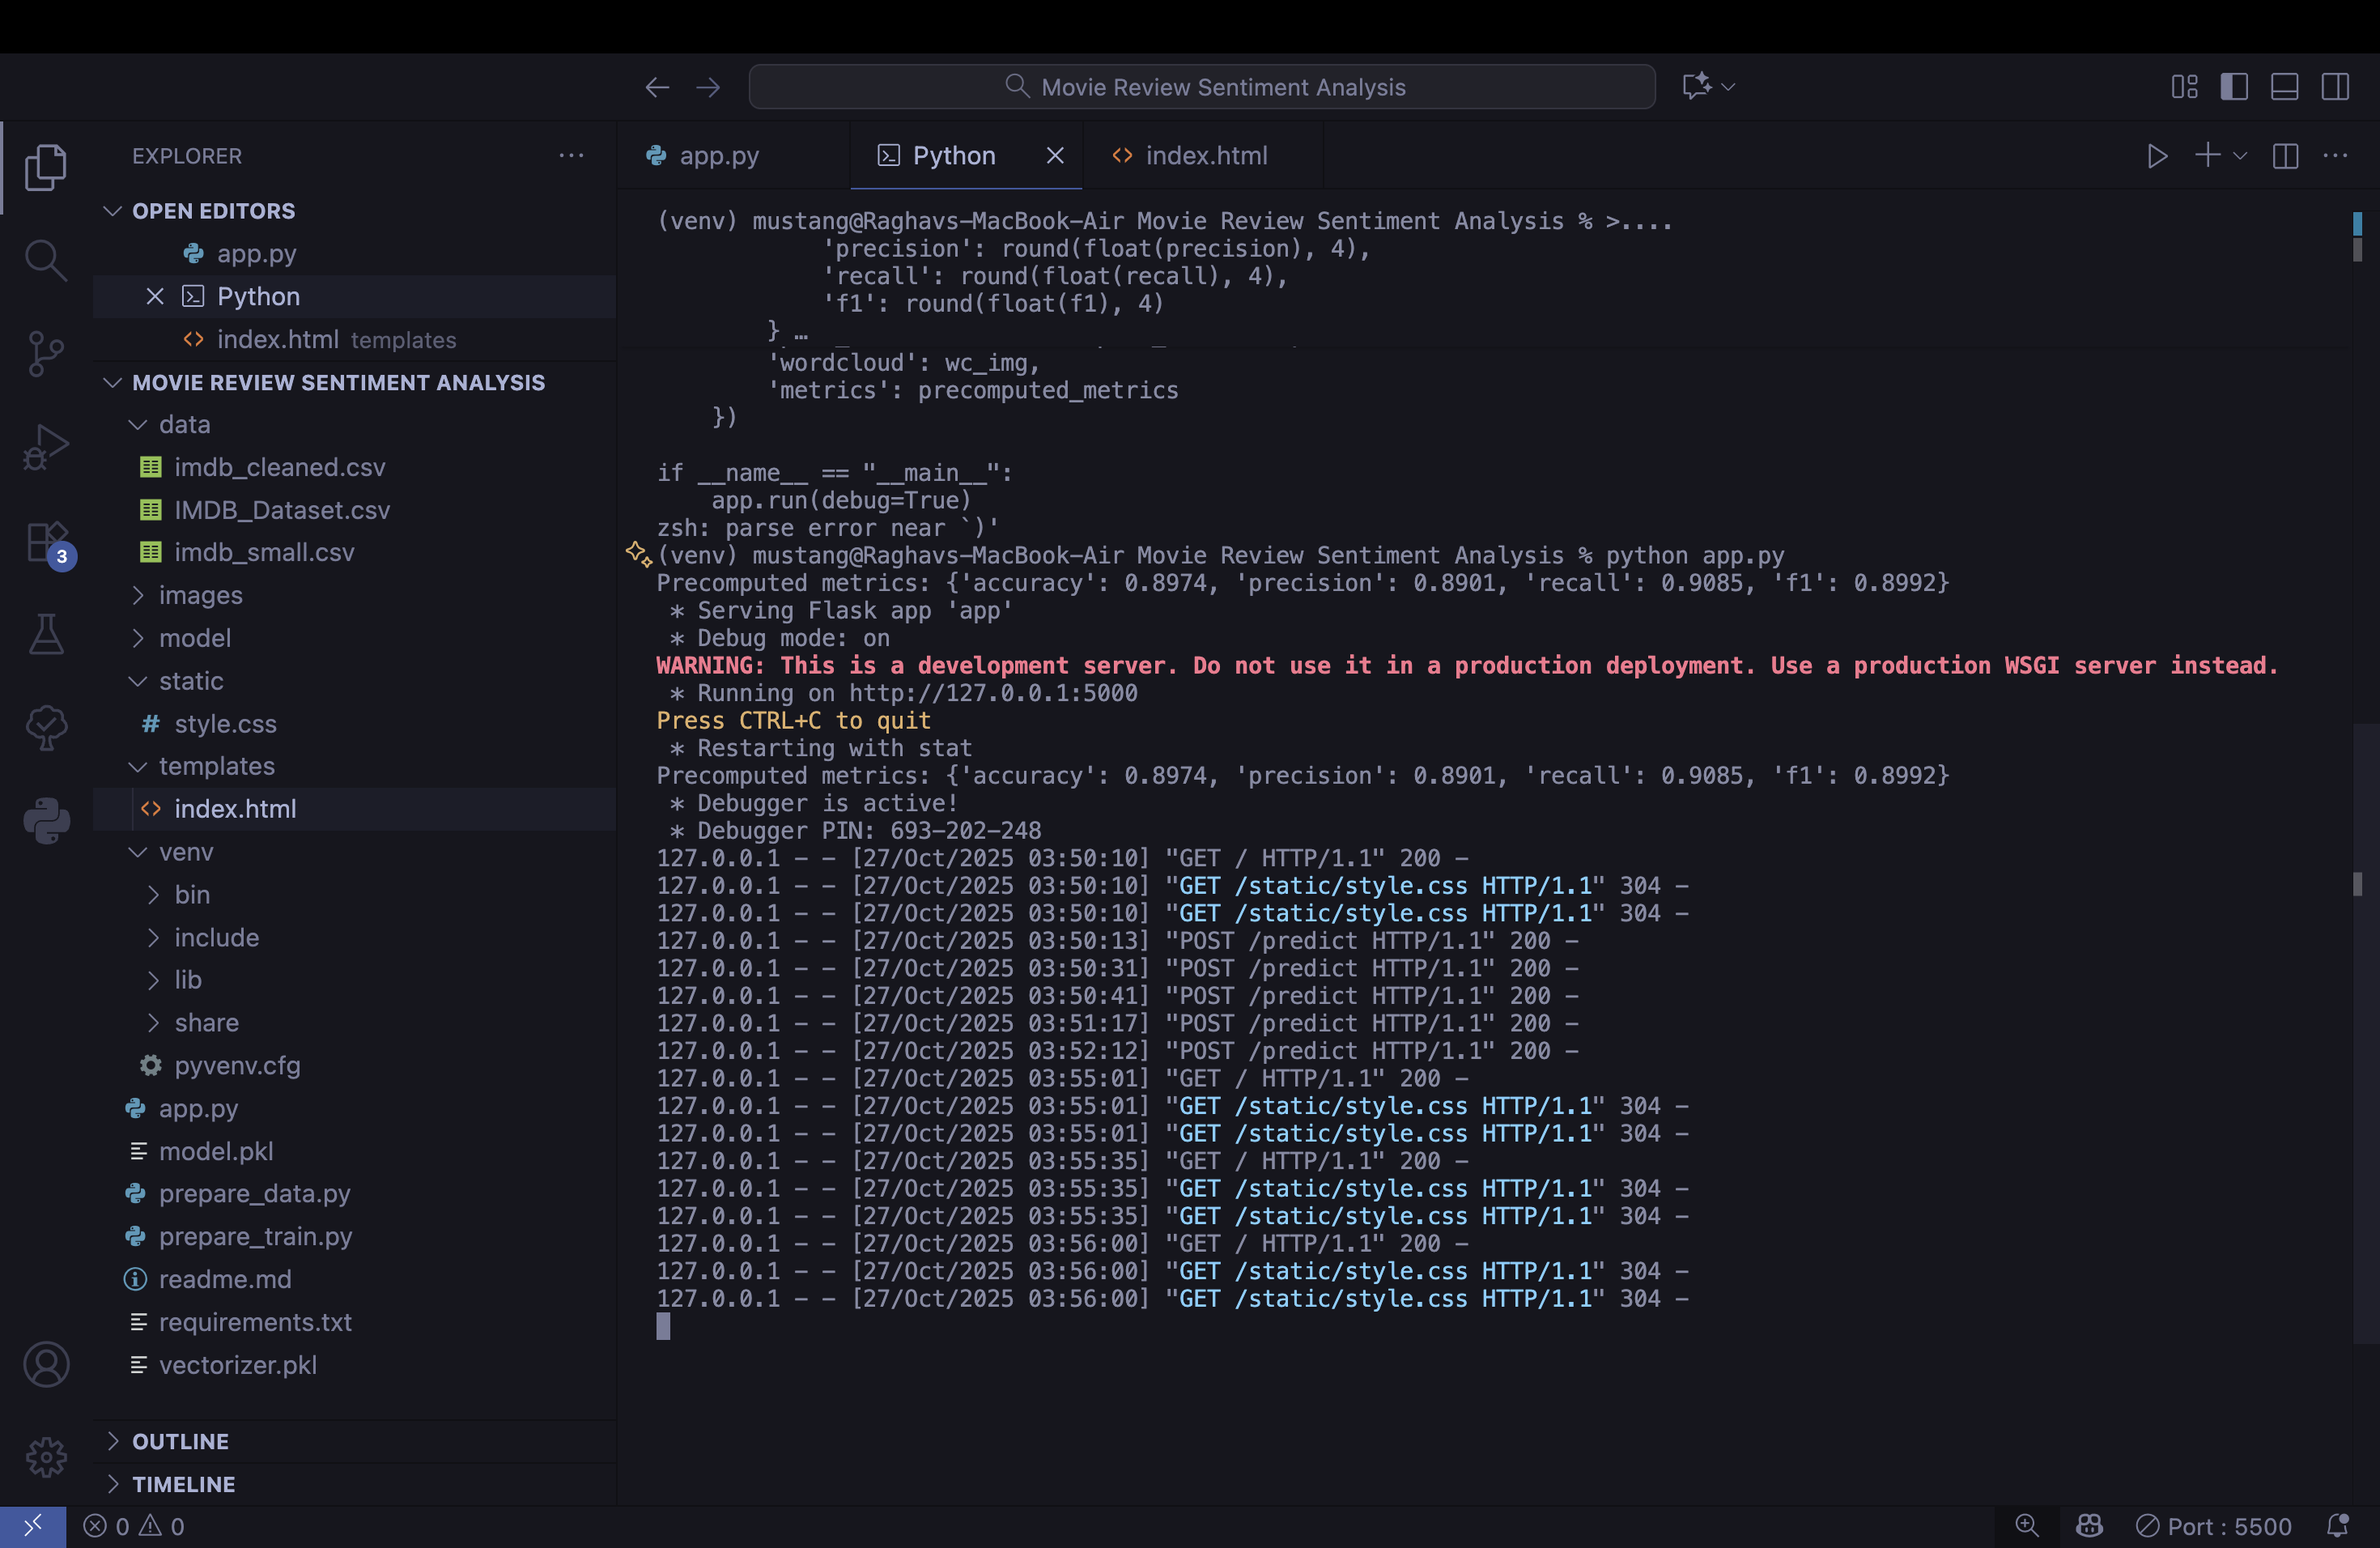 Movie Review Sentiment Analysis
EXPLORER
OPEN EDITORS
app.py
Python
index.html templates
MOVIE REVIEW SENTIMENT ANALYSIS
data
imdb_cleaned.csv
IMDB_Dataset.csv
imdb_small.csv
images
model
static
style.css
templates
index.html
venv
bin
include
lib
share
pyvenv.cfg
app.py
model.pkl
prepare_data.py
prepare_train.py
readme.md
requirements.txt
vectorizer.pkl
OUTLINE
TIMELINE
3
app.py
Python
index.html
(venv) mustang@Raghavs-MacBook-Air Movie Review Sentiment Analysis % >....
'precision': round(float(precision), 4),
'recall': round(float(recall), 4),
'f1': round(float(f1), 4)
} …
'wordcloud': wc_img,
'metrics': precomputed_metrics
})
if __name__ == "__main__":
app.run(debug=True)
zsh: parse error near `)'
(venv) mustang@Raghavs-MacBook-Air Movie Review Sentiment Analysis % python app.py
Precomputed metrics: {'accuracy': 0.8974, 'precision': 0.8901, 'recall': 0.9085, 'f1': 0.8992}
* Serving Flask app 'app'
* Debug mode: on
WARNING: This is a development server. Do not use it in a production deployment. Use a production WSGI server instead.
* Running on http://127.0.0.1:5000
Press CTRL+C to quit
* Restarting with stat
Precomputed metrics: {'accuracy': 0.8974, 'precision': 0.8901, 'recall': 0.9085, 'f1': 0.8992}
* Debugger is active!
* Debugger PIN: 693-202-248
127.0.0.1 - - [27/Oct/2025 03:50:10] "GET / HTTP/1.1" 200 -
127.0.0.1 - - [27/Oct/2025 03:50:10] "GET /static/style.css HTTP/1.1" 304 -
127.0.0.1 - - [27/Oct/2025 03:50:10] "GET /static/style.css HTTP/1.1" 304 -
127.0.0.1 - - [27/Oct/2025 03:50:13] "POST /predict HTTP/1.1" 200 -
127.0.0.1 - - [27/Oct/2025 03:50:31] "POST /predict HTTP/1.1" 200 -
127.0.0.1 - - [27/Oct/2025 03:50:41] "POST /predict HTTP/1.1" 200 -
127.0.0.1 - - [27/Oct/2025 03:51:17] "POST /predict HTTP/1.1" 200 -
127.0.0.1 - - [27/Oct/2025 03:52:12] "POST /predict HTTP/1.1" 200 -
127.0.0.1 - - [27/Oct/2025 03:55:01] "GET / HTTP/1.1" 200 -
127.0.0.1 - - [27/Oct/2025 03:55:01] "GET /static/style.css HTTP/1.1" 304 -
127.0.0.1 - - [27/Oct/2025 03:55:01] "GET /static/style.css HTTP/1.1" 304 -
127.0.0.1 - - [27/Oct/2025 03:55:35] "GET / HTTP/1.1" 200 -
127.0.0.1 - - [27/Oct/2025 03:55:35] "GET /static/style.css HTTP/1.1" 304 -
127.0.0.1 - - [27/Oct/2025 03:55:35] "GET /static/style.css HTTP/1.1" 304 -
127.0.0.1 - - [27/Oct/2025 03:56:00] "GET / HTTP/1.1" 200 -
127.0.0.1 - - [27/Oct/2025 03:56:00] "GET /static/style.css HTTP/1.1" 304 -
127.0.0.1 - - [27/Oct/2025 03:56:00] "GET /static/style.css HTTP/1.1" 304 -
0 0
Port : 5500